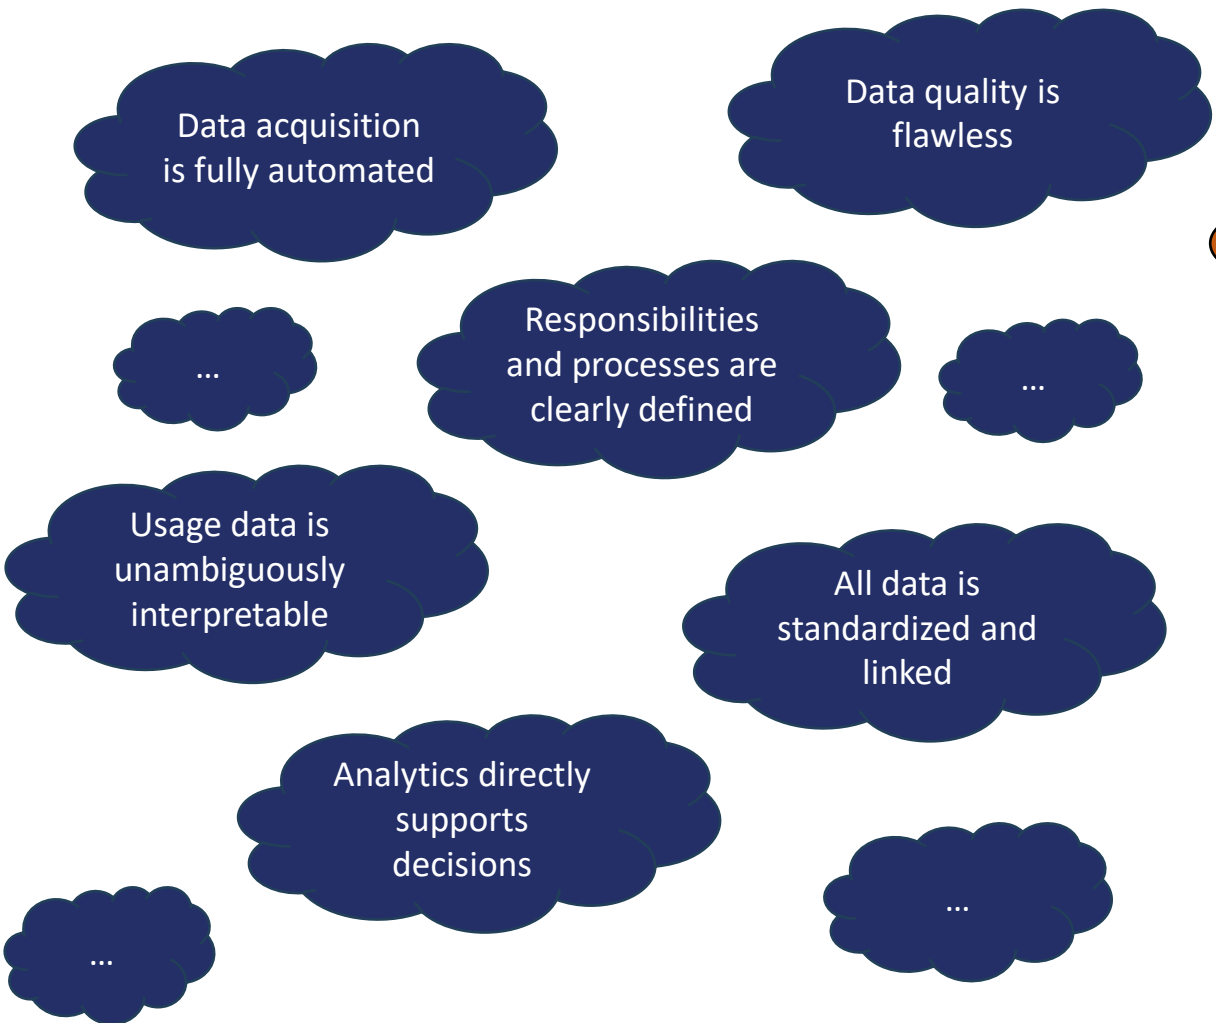 Data acquisition
is fully automated
Data quality is
flawless
Responsibilities
and processes are
clearly defined
...
...
Usage data is
unambiguously
interpretable
All data is
standardized and
linked
Analytics directly
supports
decisions
...
...